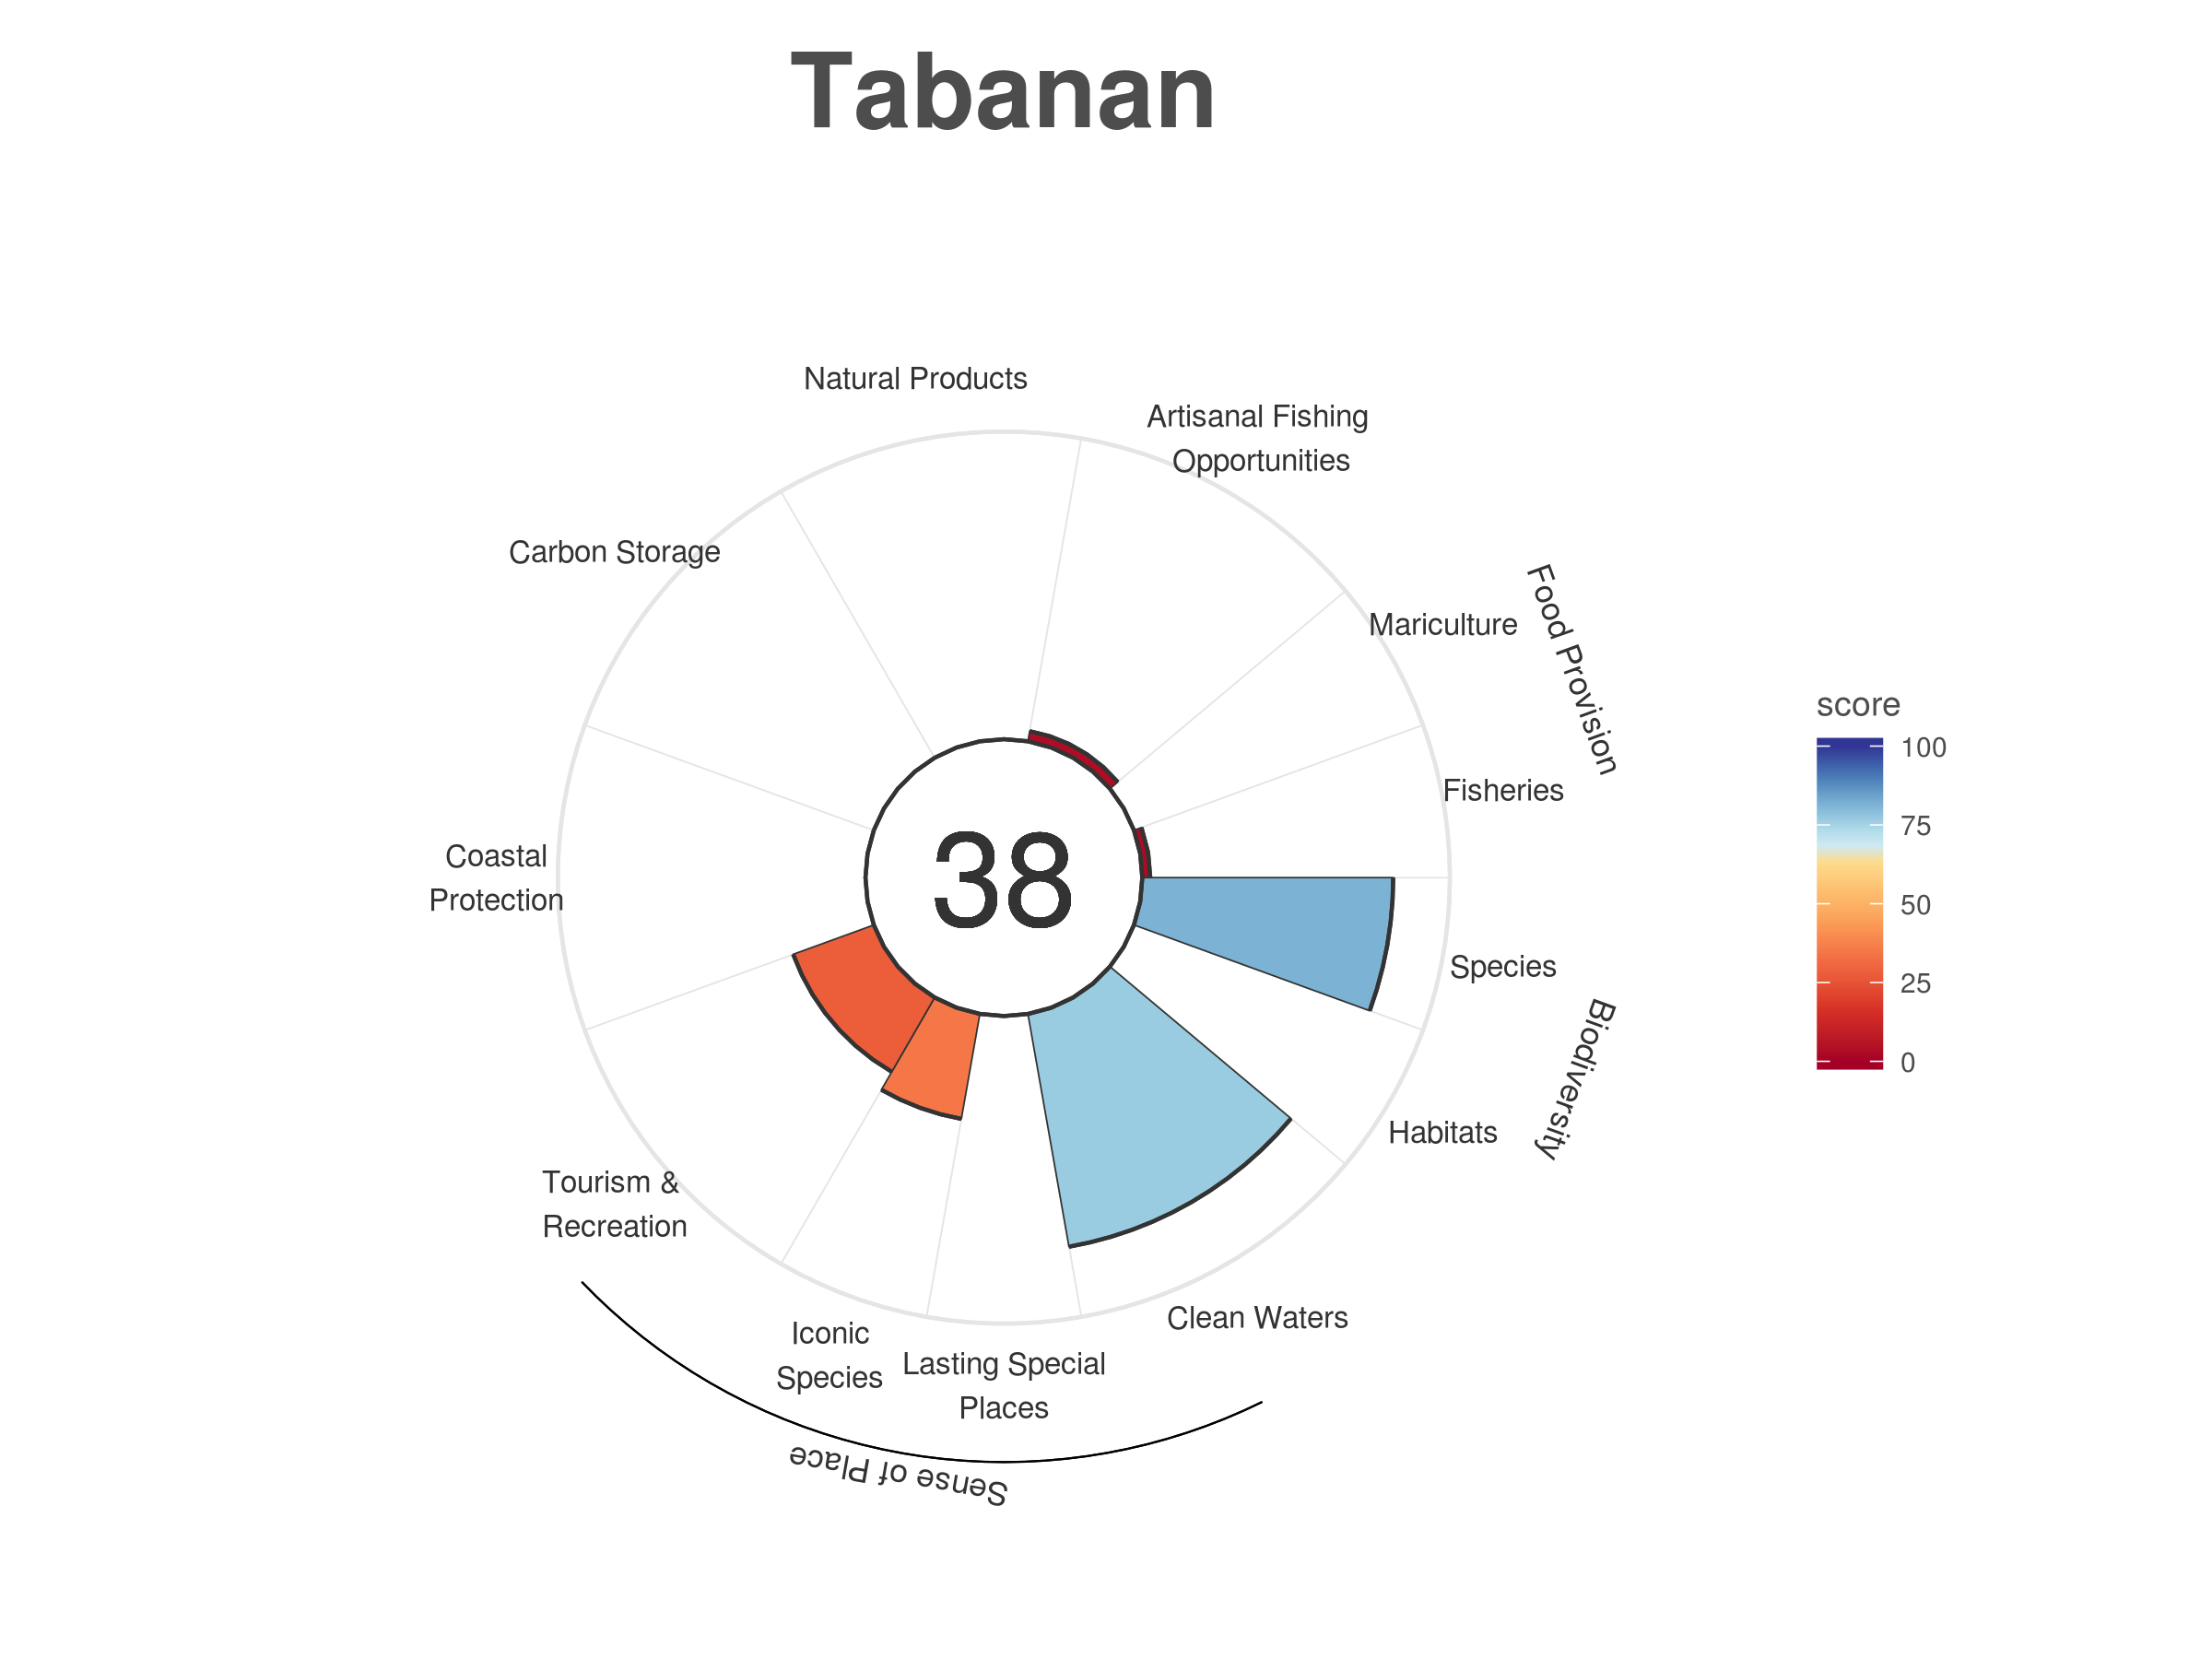 Tabanan
Natural Products
Artisanal Fishing
Opportunities
Carbon Storage
Mariculture
Food Provision
Fisheries
Coastal
Protection
38
Species
Biodiversity
Habitats
Tourism &
Recreation
Clean Waters
Iconic
Species
Lasting Special
Places
Sense of Place
score
100
75
50
25
0